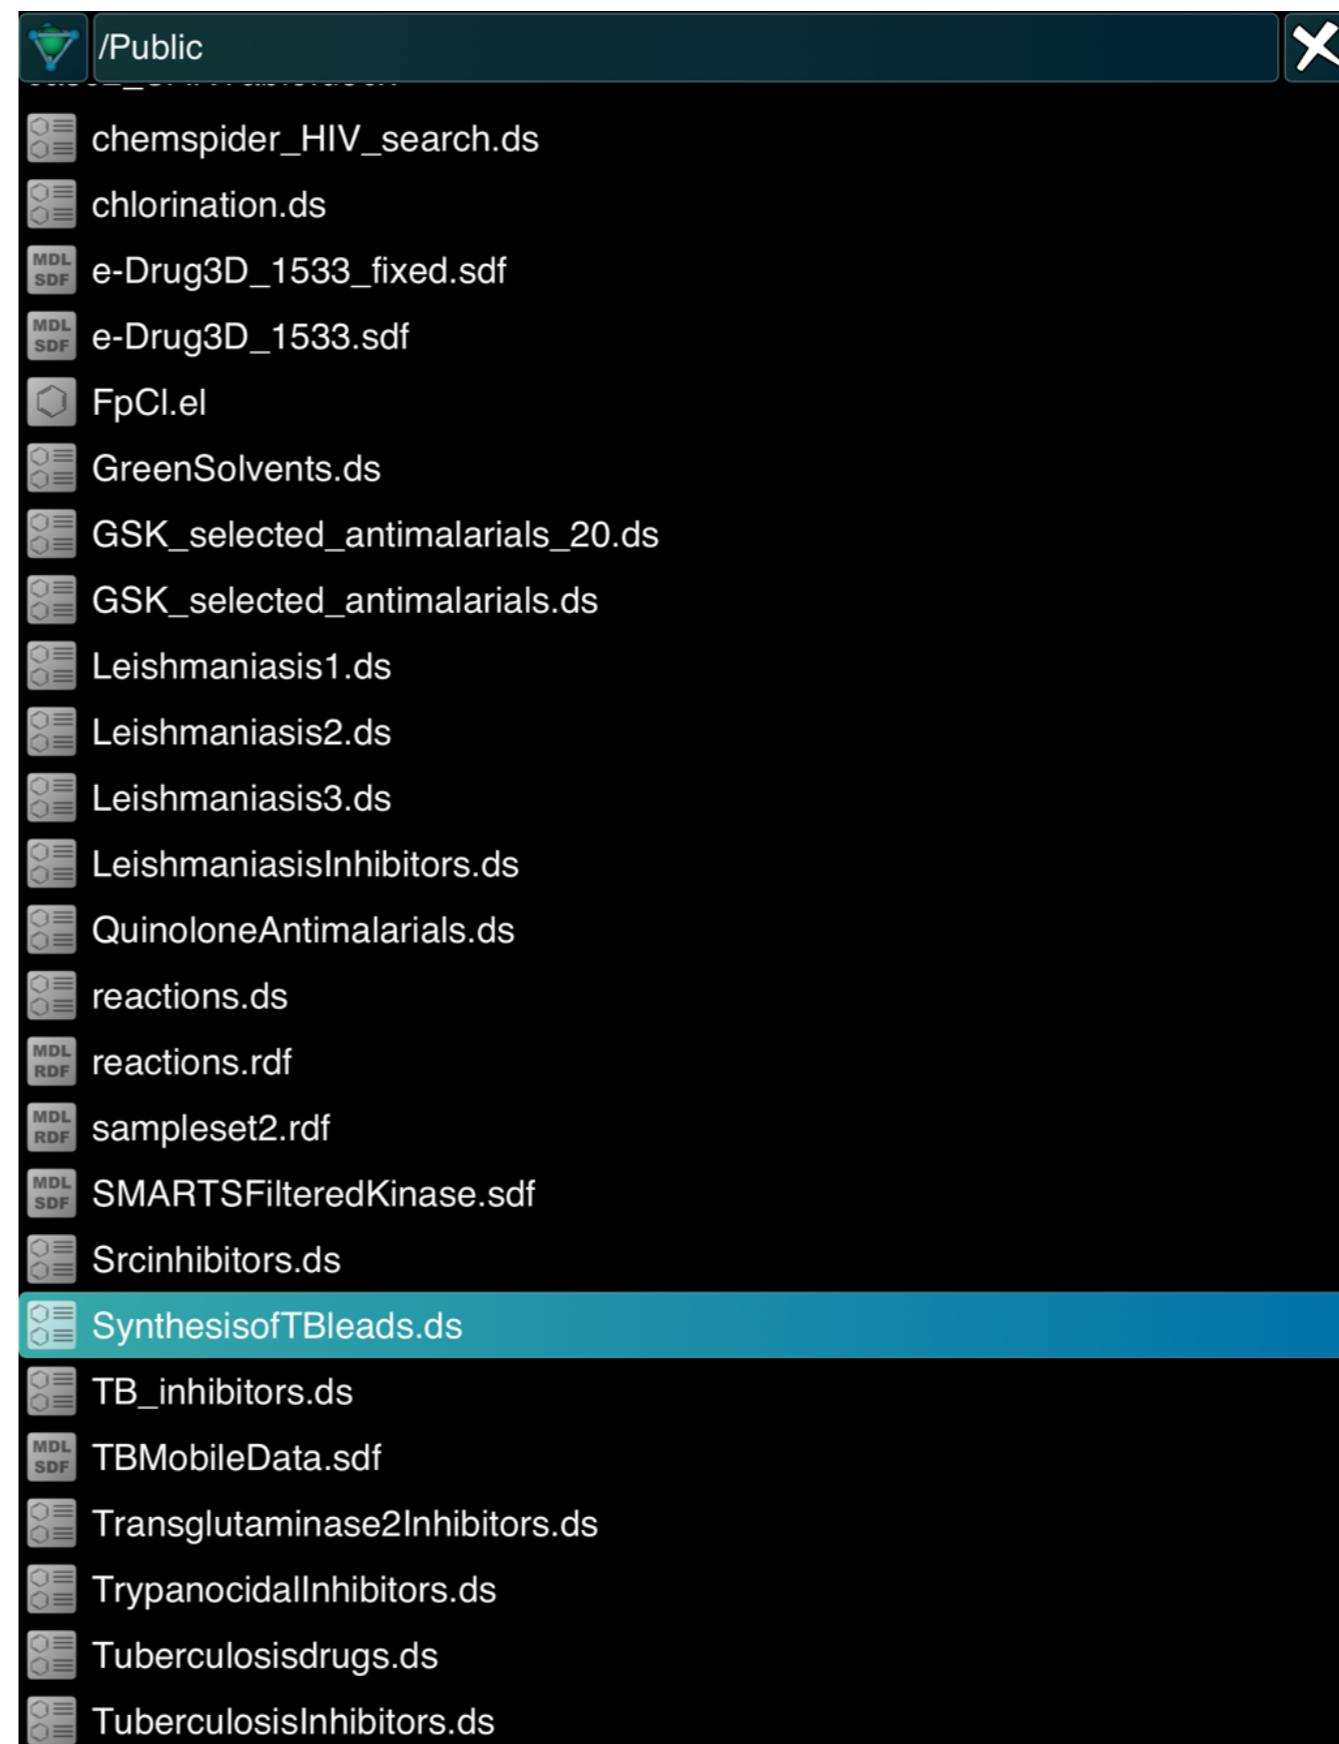 /Public
chemspider_HIV_search.ds
chlorination.ds
MDL SDF e-Drug3D_1533_fixed.sdf
MDL SDF e-Drug3D_1533.sdf
FpCl.el
GreenSolvents.ds
GSK_selected_antimalarials_20.ds
GSK_selected_antimalarials.ds
Leishmaniasis1.ds
Leishmaniasis2.ds
Leishmaniasis3.ds
LeishmaniasisInhibitors.ds
QuinoloneAntimalarials.ds
reactions.ds
MDL RDF reactions.rdf
MDL RDF sampleset2.rdf
MDL SDF SMARTSFilteredKinase.sdf
Srcinhibitors.ds
SynthesisofTBleads.ds
TB_inhibitors.ds
MDL SDF TBMobileData.sdf
Transglutaminase2Inhibitors.ds
TrypanocidalInhibitors.ds
Tuberculosisdrugs.ds
TuberculosisInhibitors.ds